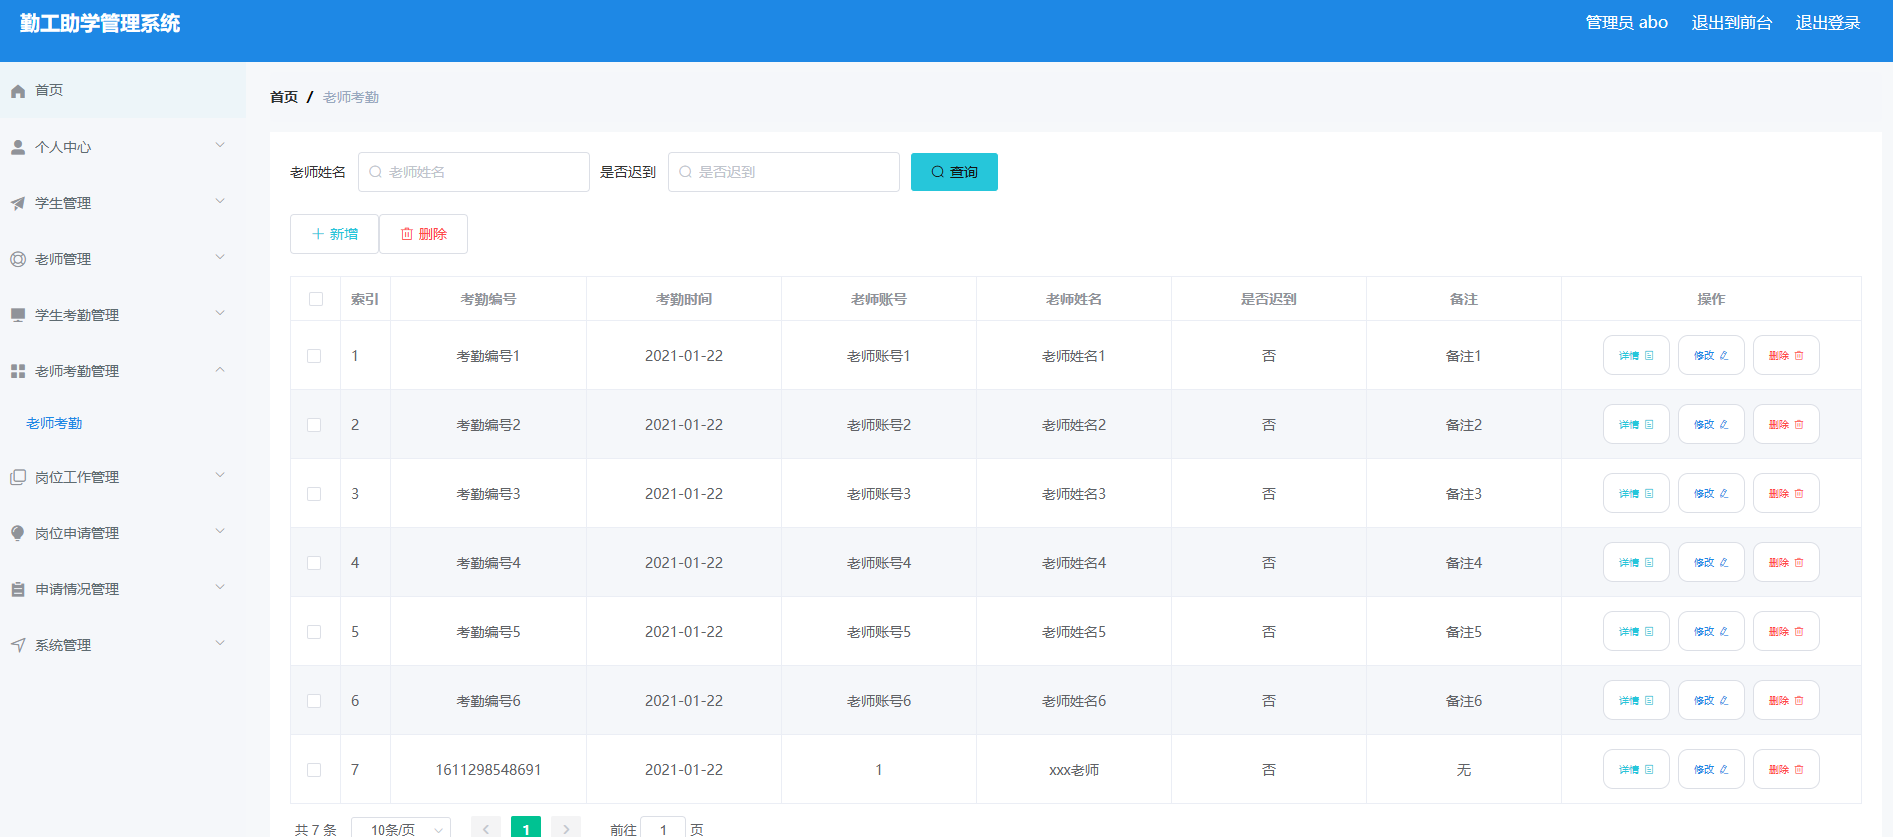 勤工助学管理系统
管理员 abo 退出到前台 退出登录
首页
个人中心
学生管理
老师管理
学生考勤管理
老师考勤管理
老师考勤
岗位工作管理
岗位申请管理
申请情况管理
系统管理
首页 / 老师考勤
老师姓名 老师姓名 是否迟到 是否迟到 查询
新增 删除
索引 考勤编号 考勤时间 老师账号 老师姓名 是否迟到 备注 操作
1 考勤编号1 2021-01-22 老师账号1 老师姓名1 否 备注1 详情 修改 删除
2 考勤编号2 2021-01-22 老师账号2 老师姓名2 否 备注2 详情 修改 删除
3 考勤编号3 2021-01-22 老师账号3 老师姓名3 否 备注3 详情 修改 删除
4 考勤编号4 2021-01-22 老师账号4 老师姓名4 否 备注4 详情 修改 删除
5 考勤编号5 2021-01-22 老师账号5 老师姓名5 否 备注5 详情 修改 删除
6 考勤编号6 2021-01-22 老师账号6 老师姓名6 否 备注6 详情 修改 删除
7 1611298548691 2021-01-22 1 xxx老师 否 无 详情 修改 删除
共 7 条 10条/页 1 前往 1 页